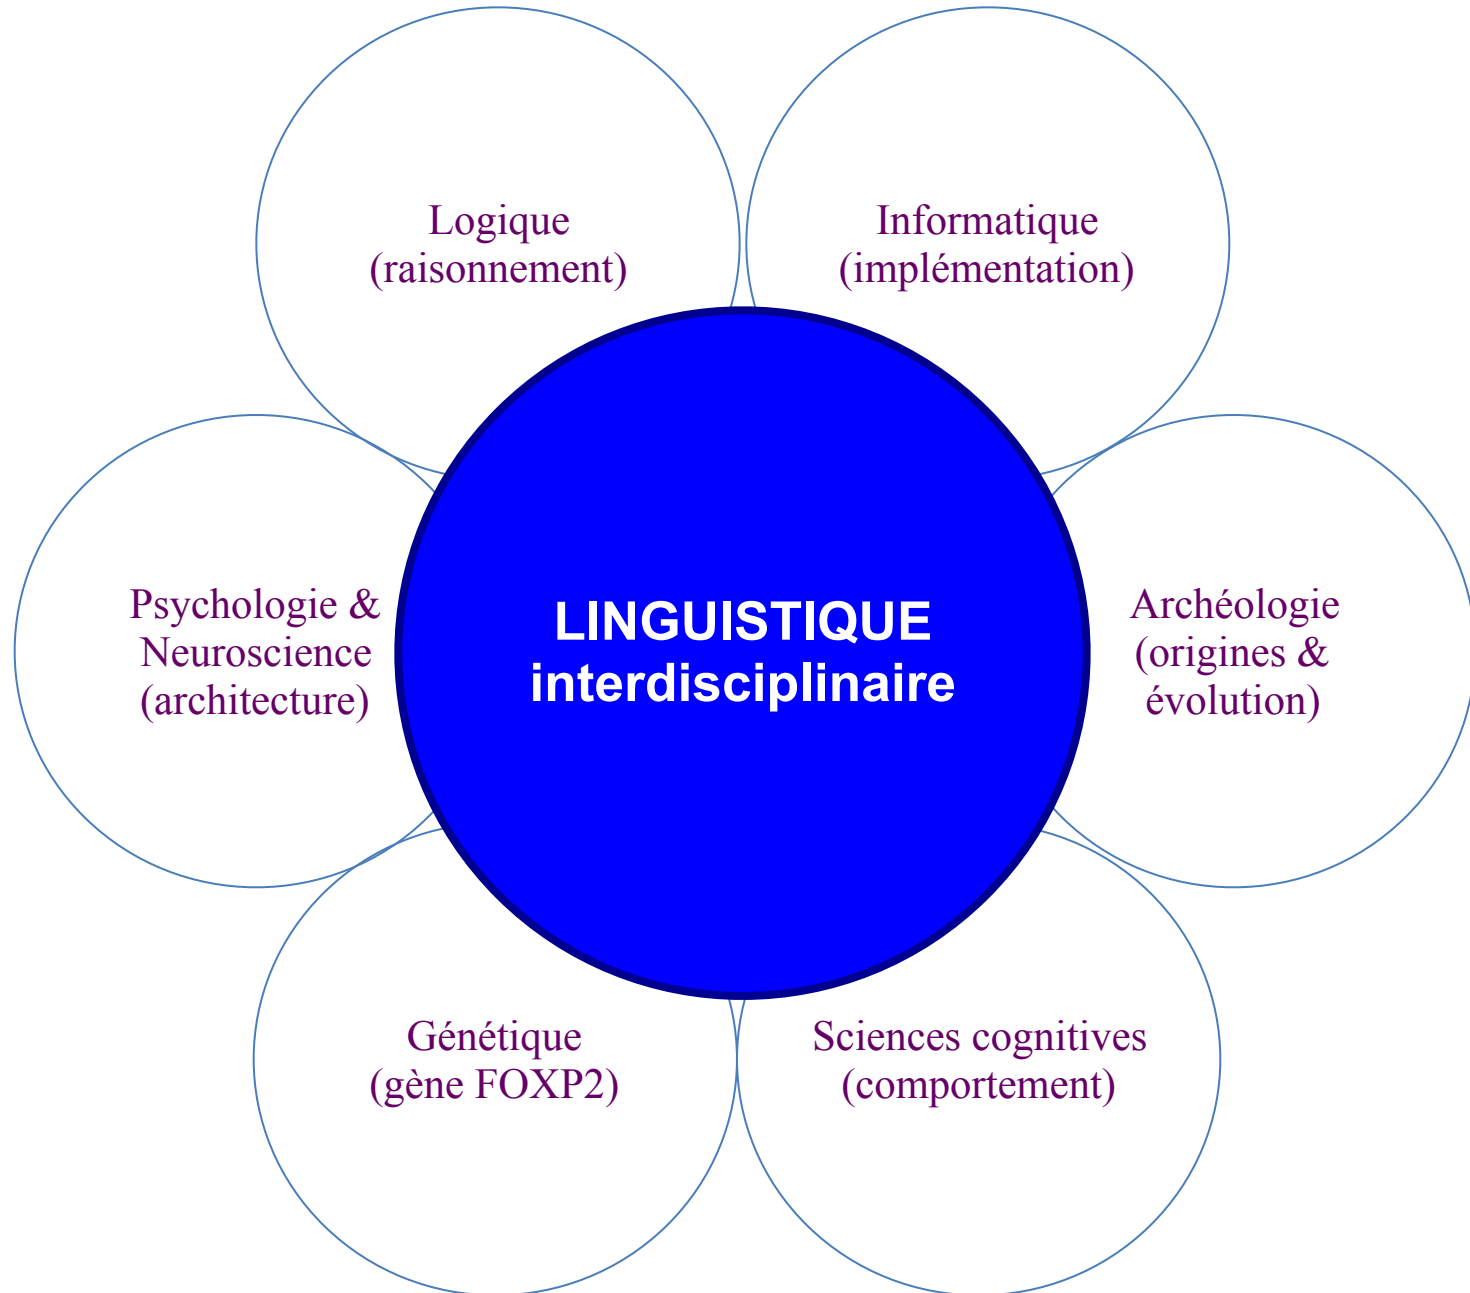 Logique
(raisonnement)
Informatique
(implémentation)
Psychologie &
Neuroscience
(architecture)
LINGUISTIQUE
interdisciplinaire
Archéologie
(origines &
évolution)
Génétique
(gène FOXP2)
Sciences cognitives
(comportement)